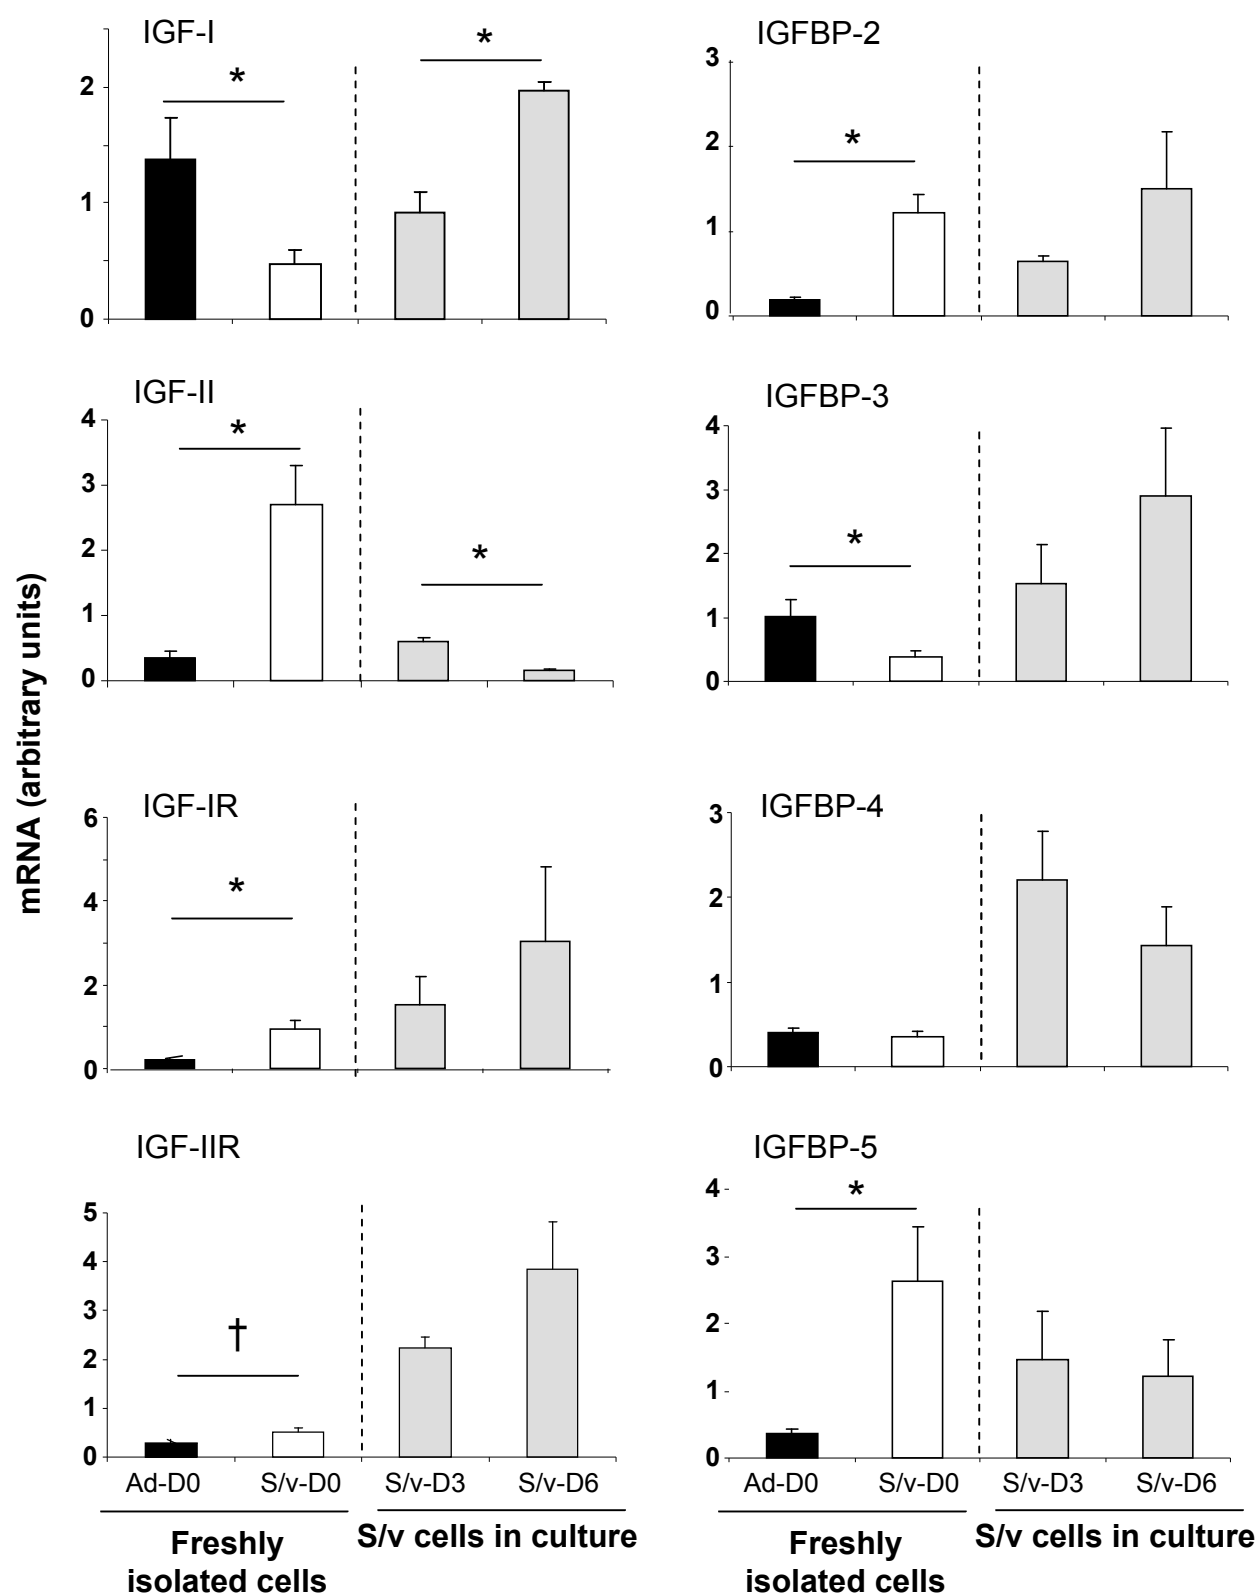 mRNA (arbitrary units)
IGF-I
*
*
2
1
0
IGF-II
*
*
4
3
2
1
0
IGF-IR
*
6
4
2
0
IGF-IIR
†
5
4
3
2
1
0
Ad-D0 S/v-D0 S/v-D3 S/v-D6
Freshly
isolated cells
S/v cells in culture
IGFBP-2
*
3
2
1
0
IGFBP-3
*
4
3
2
1
0
IGFBP-4
3
2
1
0
IGFBP-5
*
4
3
2
1
0
Ad-D0 S/v-D0 S/v-D3 S/v-D6
Freshly
isolated cells
S/v cells in culture